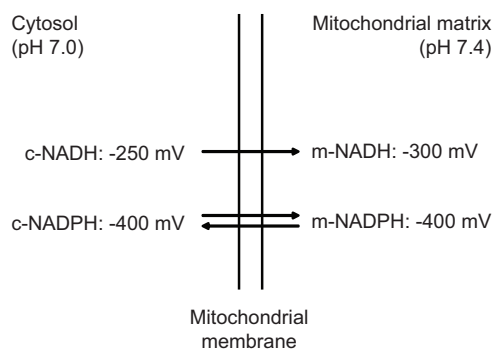 Cytosol
(pH 7.0)
Mitochondrial matrix
(pH 7.4)
c-NADH: -250 mV
m-NADH: -300 mV
c-NADPH: -400 mV
m-NADPH: -400 mV
Mitochondrial
membrane